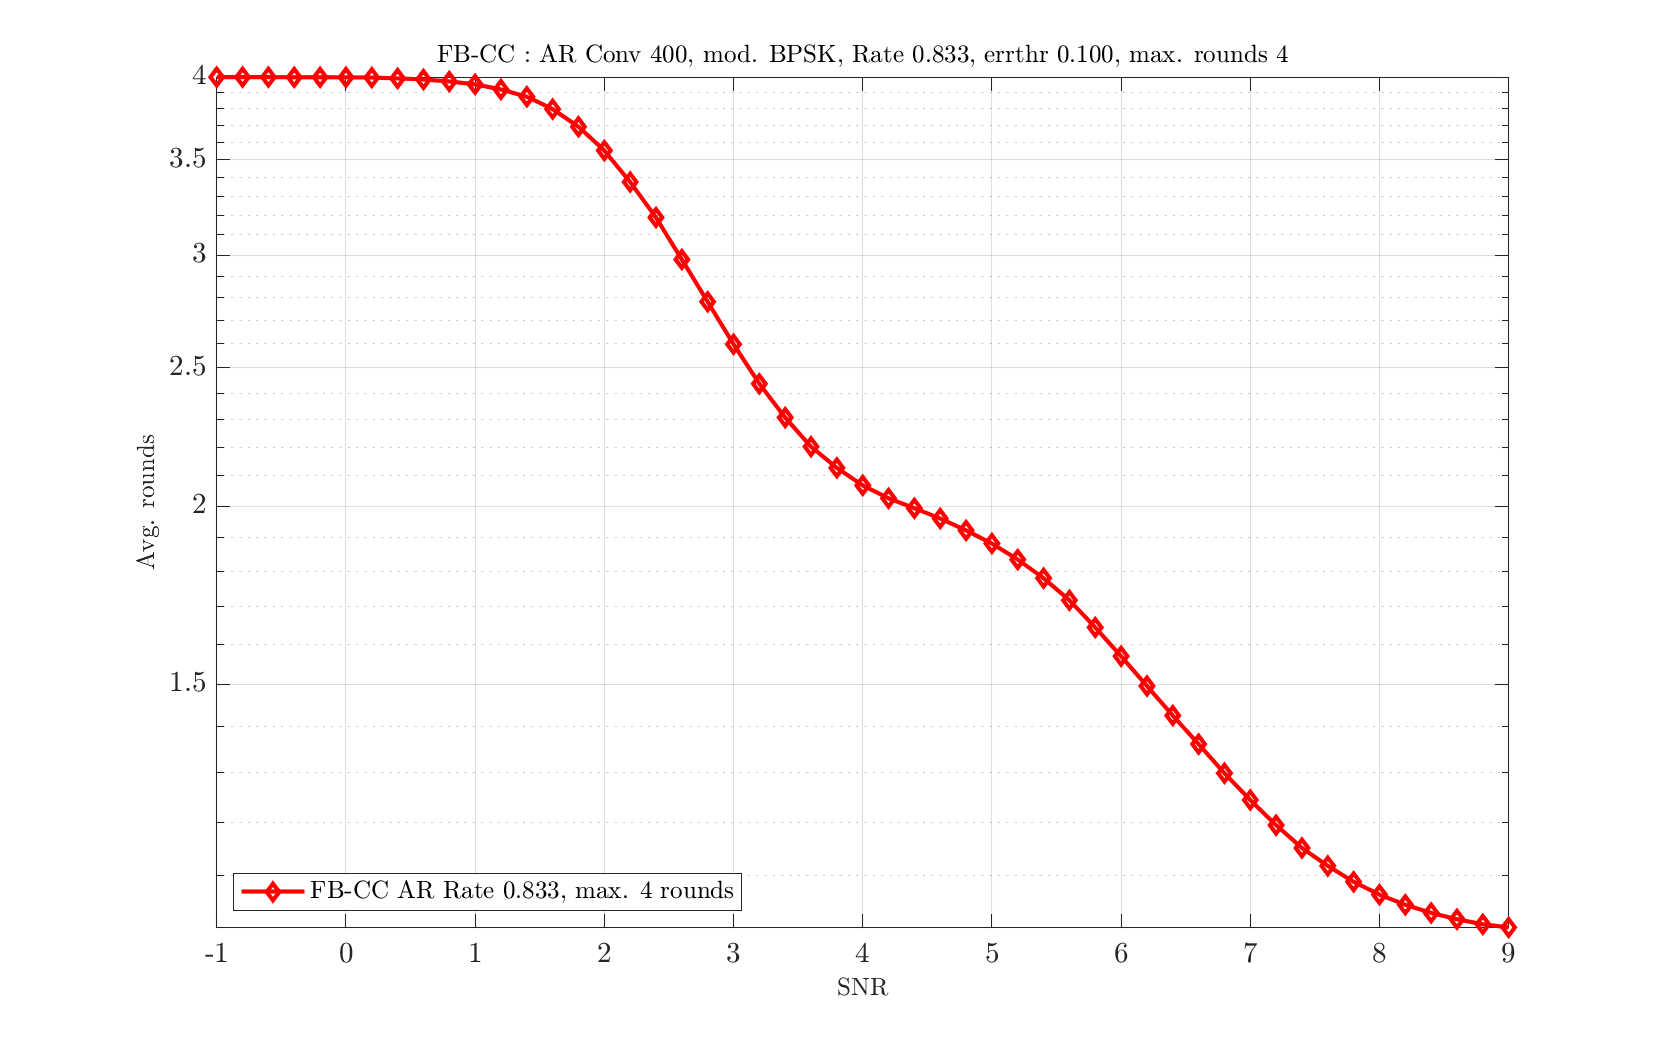 FB-CC : AR Conv 400, mod. BPSK, Rate 0.833, errthr 0.100, max. rounds 4
4
3.5
3
2.5
2
1.5
Avg. rounds
FB-CC AR Rate 0.833, max. 4 rounds
-1 0 1 2 3 4 5 6 7 8 9
SNR